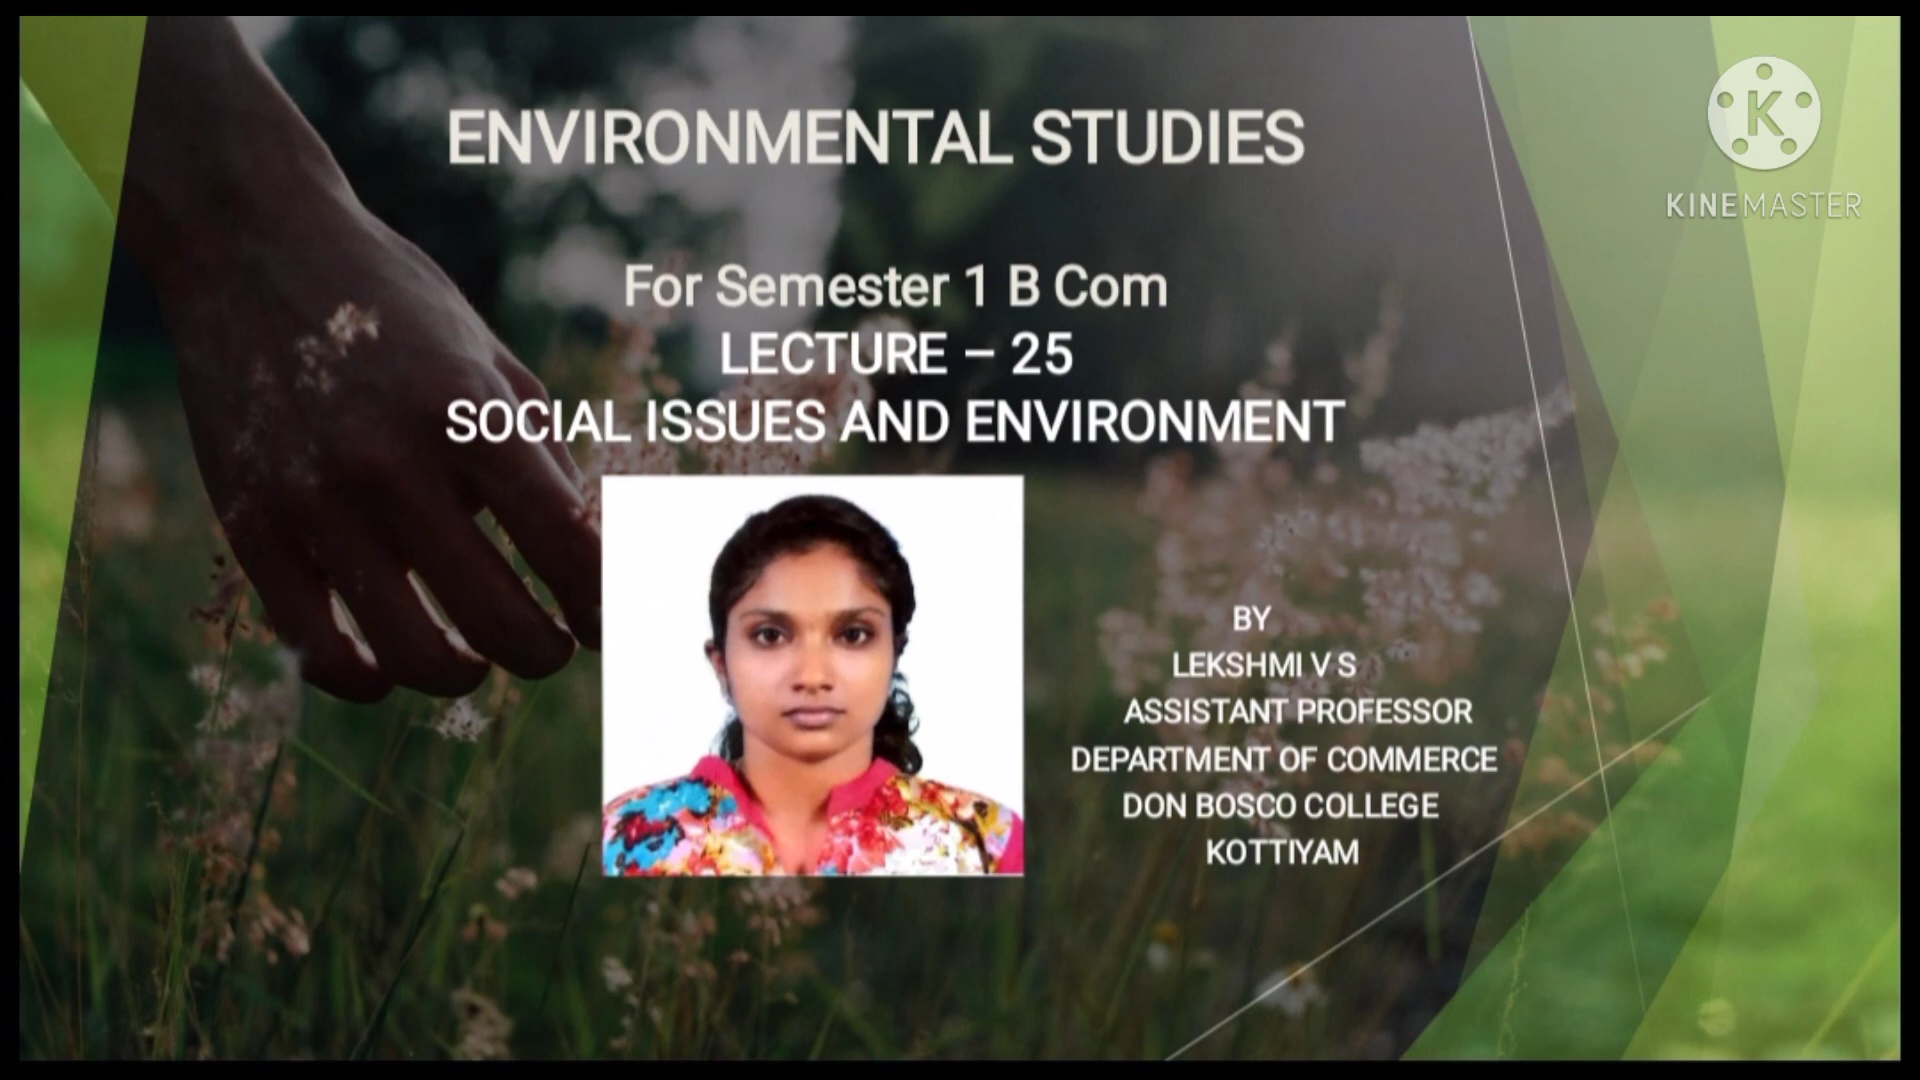 ENVIRONMENTAL STUDIES
K
KINEMASTER
For Semester 1 B Com
LECTURE – 25
SOCIAL ISSUES AND ENVIRONMENT
BY
LEKSHMI V S
ASSISTANT PROFESSOR
DEPARTMENT OF COMMERCE
DON BOSCO COLLEGE
KOTTIYAM